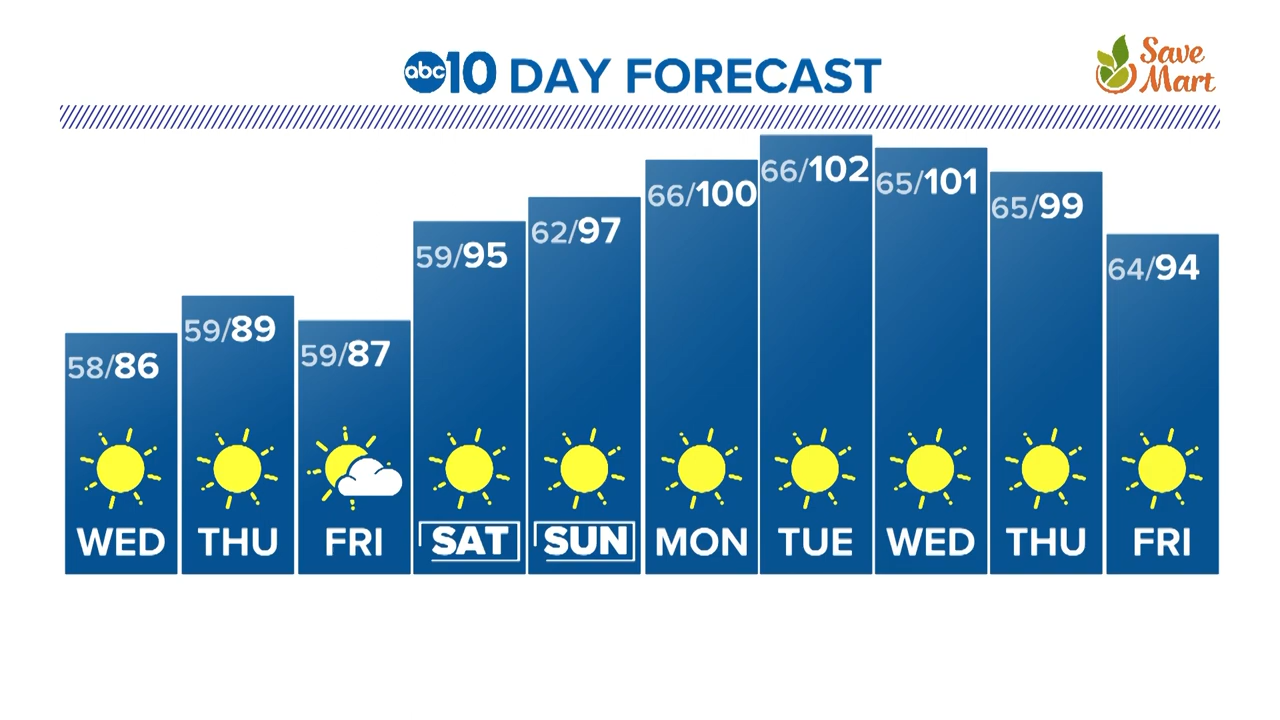 abc10 DAY FORECAST
Save
Mart
58/86
59/89
59/87
59/95
62/97
66/100
66/102
65/101
65/99
64/94
WED
THU
FRI
SAT
SUN
MON
TUE
WED
THU
FRI